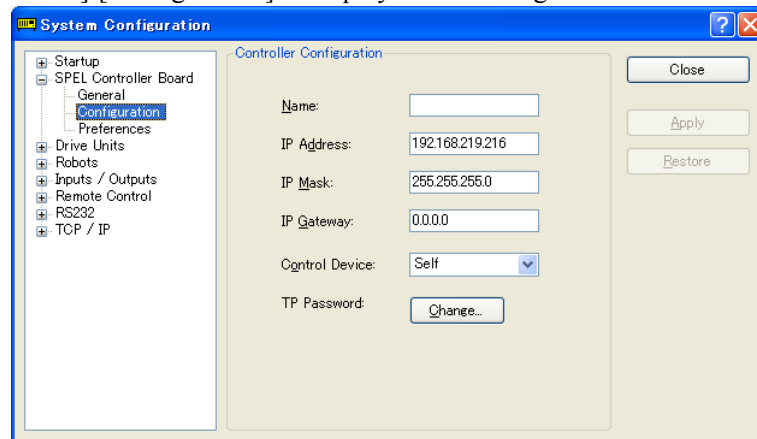 System Configuration
Startup
SPEL Controller Board
General
Configuration
Preferences
Drive Units
Robots
Inputs / Outputs
Remote Control
RS232
TCP / IP
Controller Configuration
Name:
IP Address: 192.168.219.216
IP Mask: 255.255.255.0
IP Gateway: 0.0.0.0
Control Device: Self
TP Password: Change...
Close
Apply
Restore